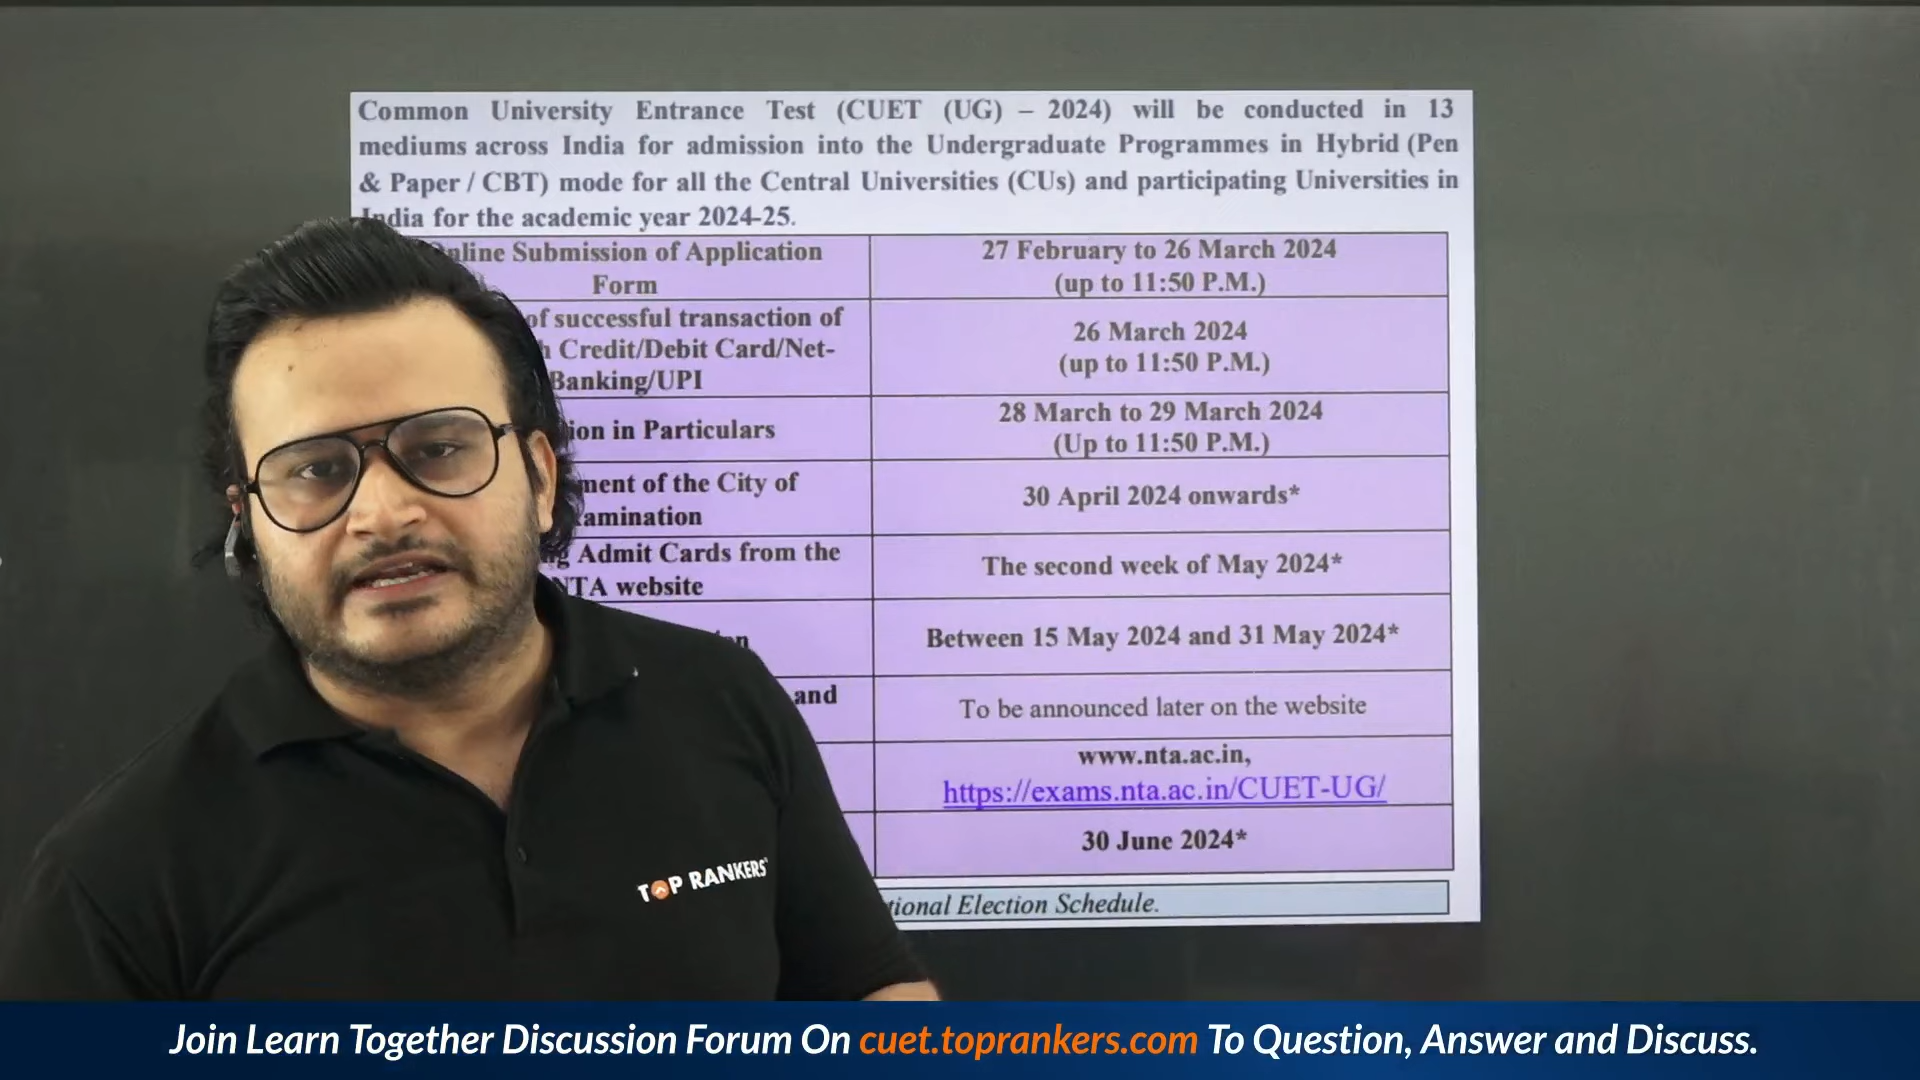 Common University Entrance Test (CUET (UG) – 2024) will be conducted in 13
mediums across India for admission into the Undergraduate Programmes in Hybrid (Pen
& Paper / CBT) mode for all the Central Universities (CUs) and participating Universities in
India for the academic year 2024-25.
Submission of Application
Form
27 February to 26 March 2024
(up to 11:50 P.M.)
of successful transaction of
Credit/Debit Card/Net-
Banking/UPI
26 March 2024
(up to 11:50 P.M.)
in Particulars
28 March to 29 March 2024
(Up to 11:50 P.M.)
of the City of
30 April 2024 onwards*
Admit Cards from the
NTA website
The second week of May 2024*
Between 15 May 2024 and 31 May 2024*
and
To be announced later on the website
www.nta.ac.in,
https://exams.nta.ac.in/CUET-UG/
30 June 2024*
Election Schedule.
TOP RANKERS
Join Learn Together Discussion Forum On cuet.toprankers.com To Question, Answer and Discuss.